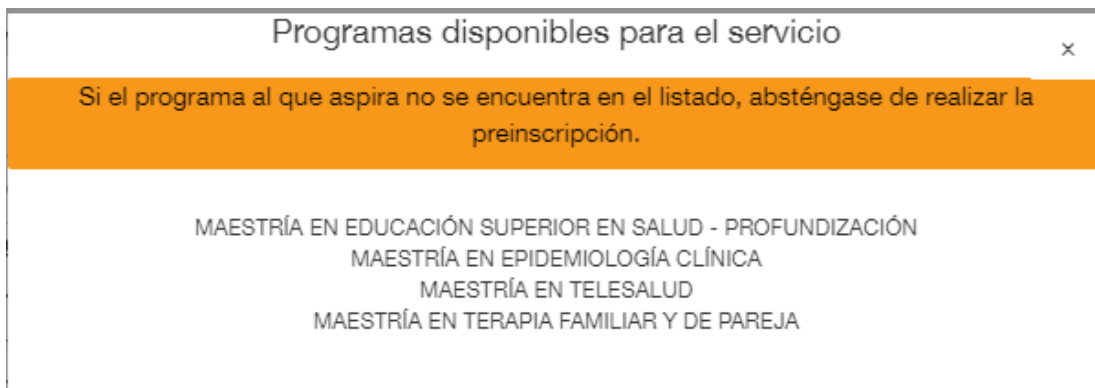 Programas disponibles para el servicio
×
Si el programa al que aspira no se encuentra en el listado, absténgase de realizar la
preinscripción.
MAESTRÍA EN EDUCACIÓN SUPERIOR EN SALUD - PROFUNDIZACIÓN
MAESTRÍA EN EPIDEMIOLOGÍA CLÍNICA
MAESTRÍA EN TELESALUD
MAESTRÍA EN TERAPIA FAMILIAR Y DE PAREJA